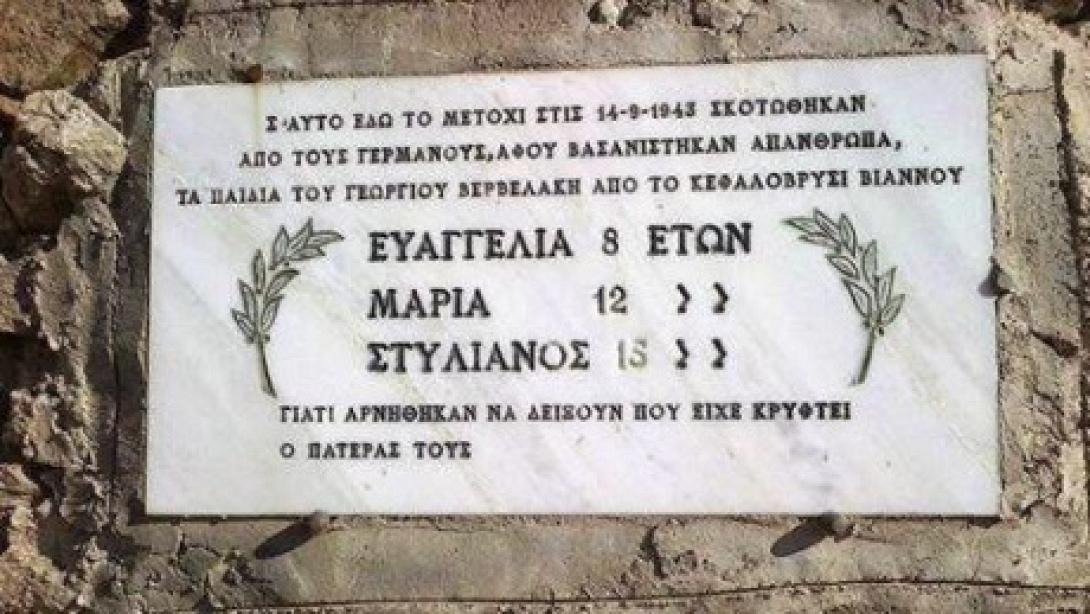 Σ'ΑΥΤΟ ΕΔΩ ΤΟ ΜΕΤΟΧΙ ΣΤΙΣ 14-9-1943 ΣΚΟΤΩΘΗΚΑΝ
ΑΠΟ ΤΟΥΣ ΓΕΡΜΑΝΟΥΣ, ΑΦΟΥ ΒΑΣΑΝΙΣΤΗΚΑΝ ΑΠΑΝΘΡΩΠΑ,
ΤΑ ΠΑΙΔΙΑ ΤΟΥ ΓΕΩΡΓΙΟΥ ΒΕΡΒΕΛΑΚΗ ΑΠΟ ΤΟ ΚΕΦΑΛΟΒΡΥΣΙ ΒΙΑΝΝΟΥ
ΕΥΑΓΓΕΛΙΑ 8 ΕΤΩΝ
ΜΑΡΙΑ 12 》
ΣΤΥΛΙΑΝΟΣ 15 》
ΓΙΑΤΙ ΑΡΝΗΘΗΚΑΝ ΝΑ ΔΕΙΞΟΥΝ ΠΟΥ ΕΙΧΕ ΚΡΥΦΤΕΙ
Ο ΠΑΤΕΡΑΣ ΤΟΥΣ